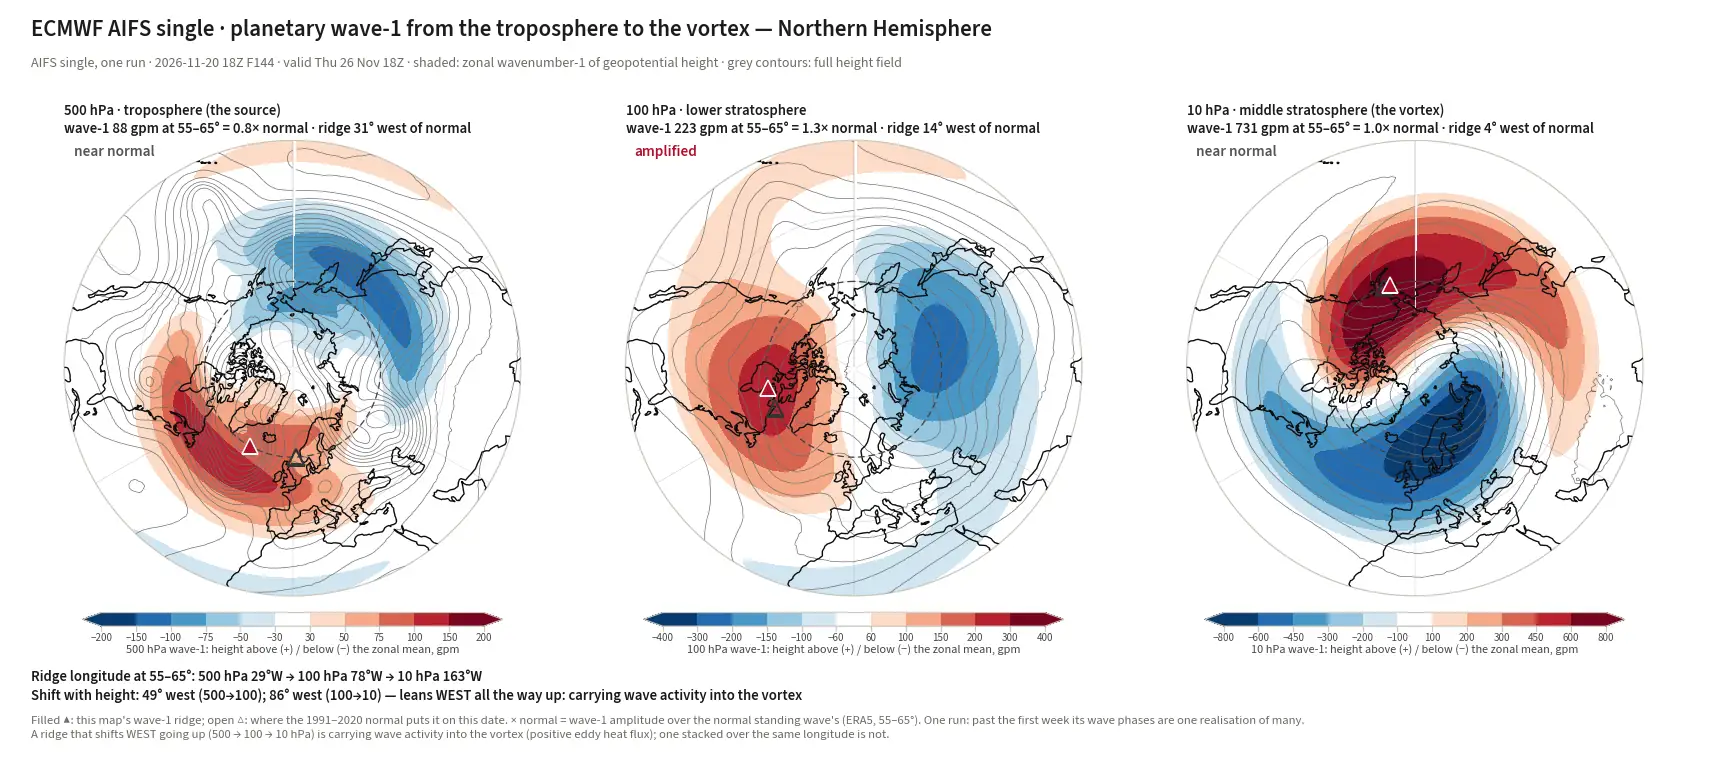 ECMWF AIFS single · planetary wave-1 from the troposphere to the vortex — Northern Hemisphere
AIFS single, one run · 2026-11-20 18Z F144 · valid Thu 26 Nov 18Z · shaded: zonal wavenumber-1 of geopotential height · grey contours: full height field
500 hPa · troposphere (the source)
wave-1 88 gpm at 55–65° = 0.8× normal · ridge 31° west of normal
near normal
100 hPa · lower stratosphere
wave-1 223 gpm at 55–65° = 1.3× normal · ridge 14° west of normal
amplified
10 hPa · middle stratosphere (the vortex)
wave-1 731 gpm at 55–65° = 1.0× normal · ridge 4° west of normal
near normal
−200 −150 −100 −75 −50 −30 30 50 75 100 150 200
500 hPa wave-1: height above (+) / below (−) the zonal mean, gpm
−400 −300 −200 −150 −100 −60 60 100 150 200 300 400
100 hPa wave-1: height above (+) / below (−) the zonal mean, gpm
−800 −600 −450 −300 −200 −100 100 200 300 450 600 800
10 hPa wave-1: height above (+) / below (−) the zonal mean, gpm
Ridge longitude at 55–65°: 500 hPa 29°W → 100 hPa 78°W → 10 hPa 163°W
Shift with height: 49° west (500→100); 86° west (100→10) — leans WEST all the way up: carrying wave activity into the vortex
Filled ▲: this map's wave-1 ridge; open △: where the 1991–2020 normal puts it on this date. × normal = wave-1 amplitude over the normal standing wave's (ERA5, 55–65°). One run: past the first week its wave phases are one realisation of many.
A ridge that shifts WEST going up (500 → 100 → 10 hPa) is carrying wave activity into the vortex (positive eddy heat flux); one stacked over the same longitude is not.